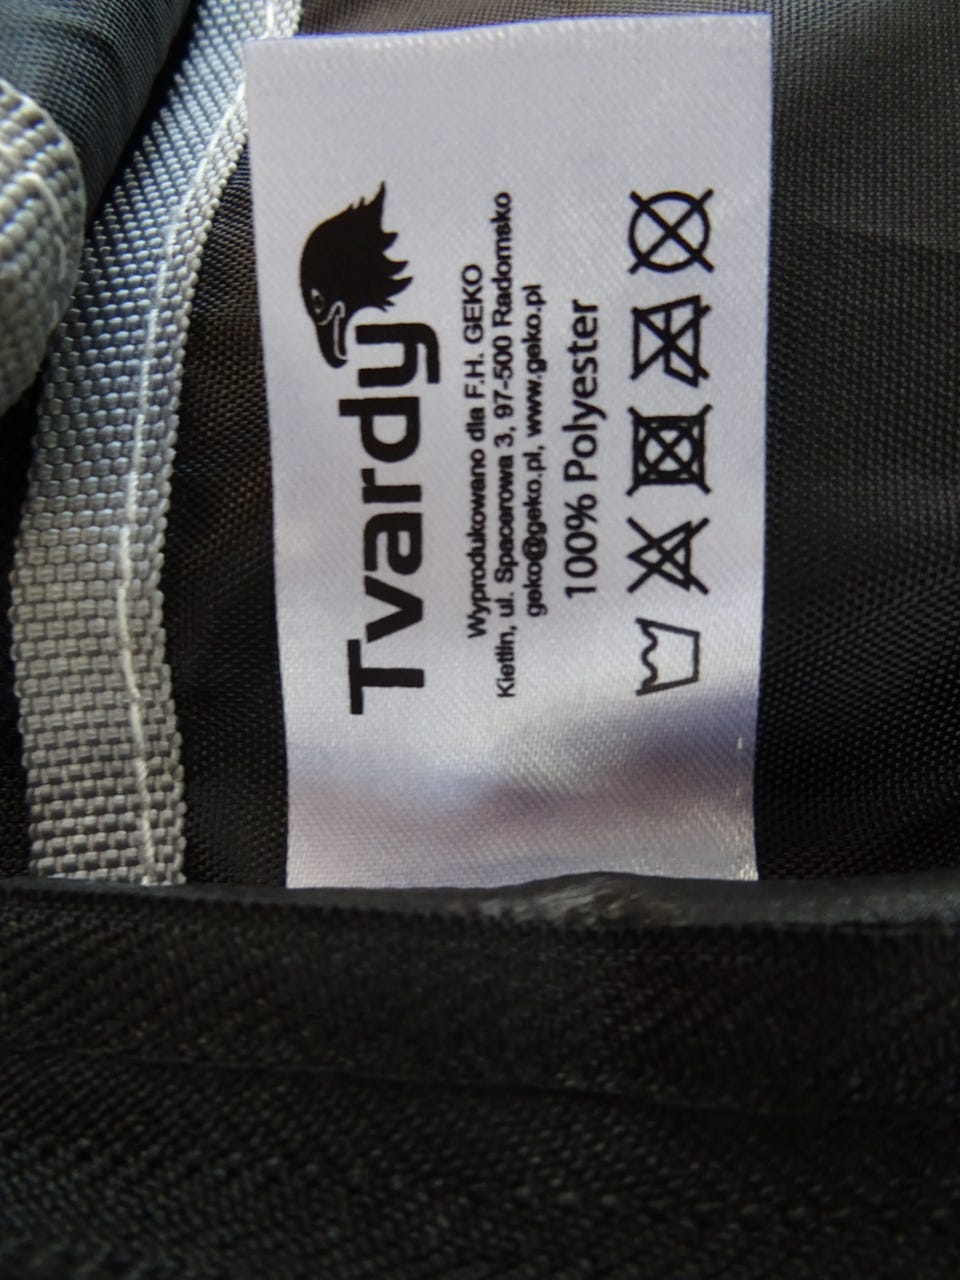 Tvardy
Wyprodukowano dla F.H. GEKO
Kietlin, ul. Spacerowa 3, 97-500 Radomsko
geko@geko.pl, www.geko.pl
100% Polyester